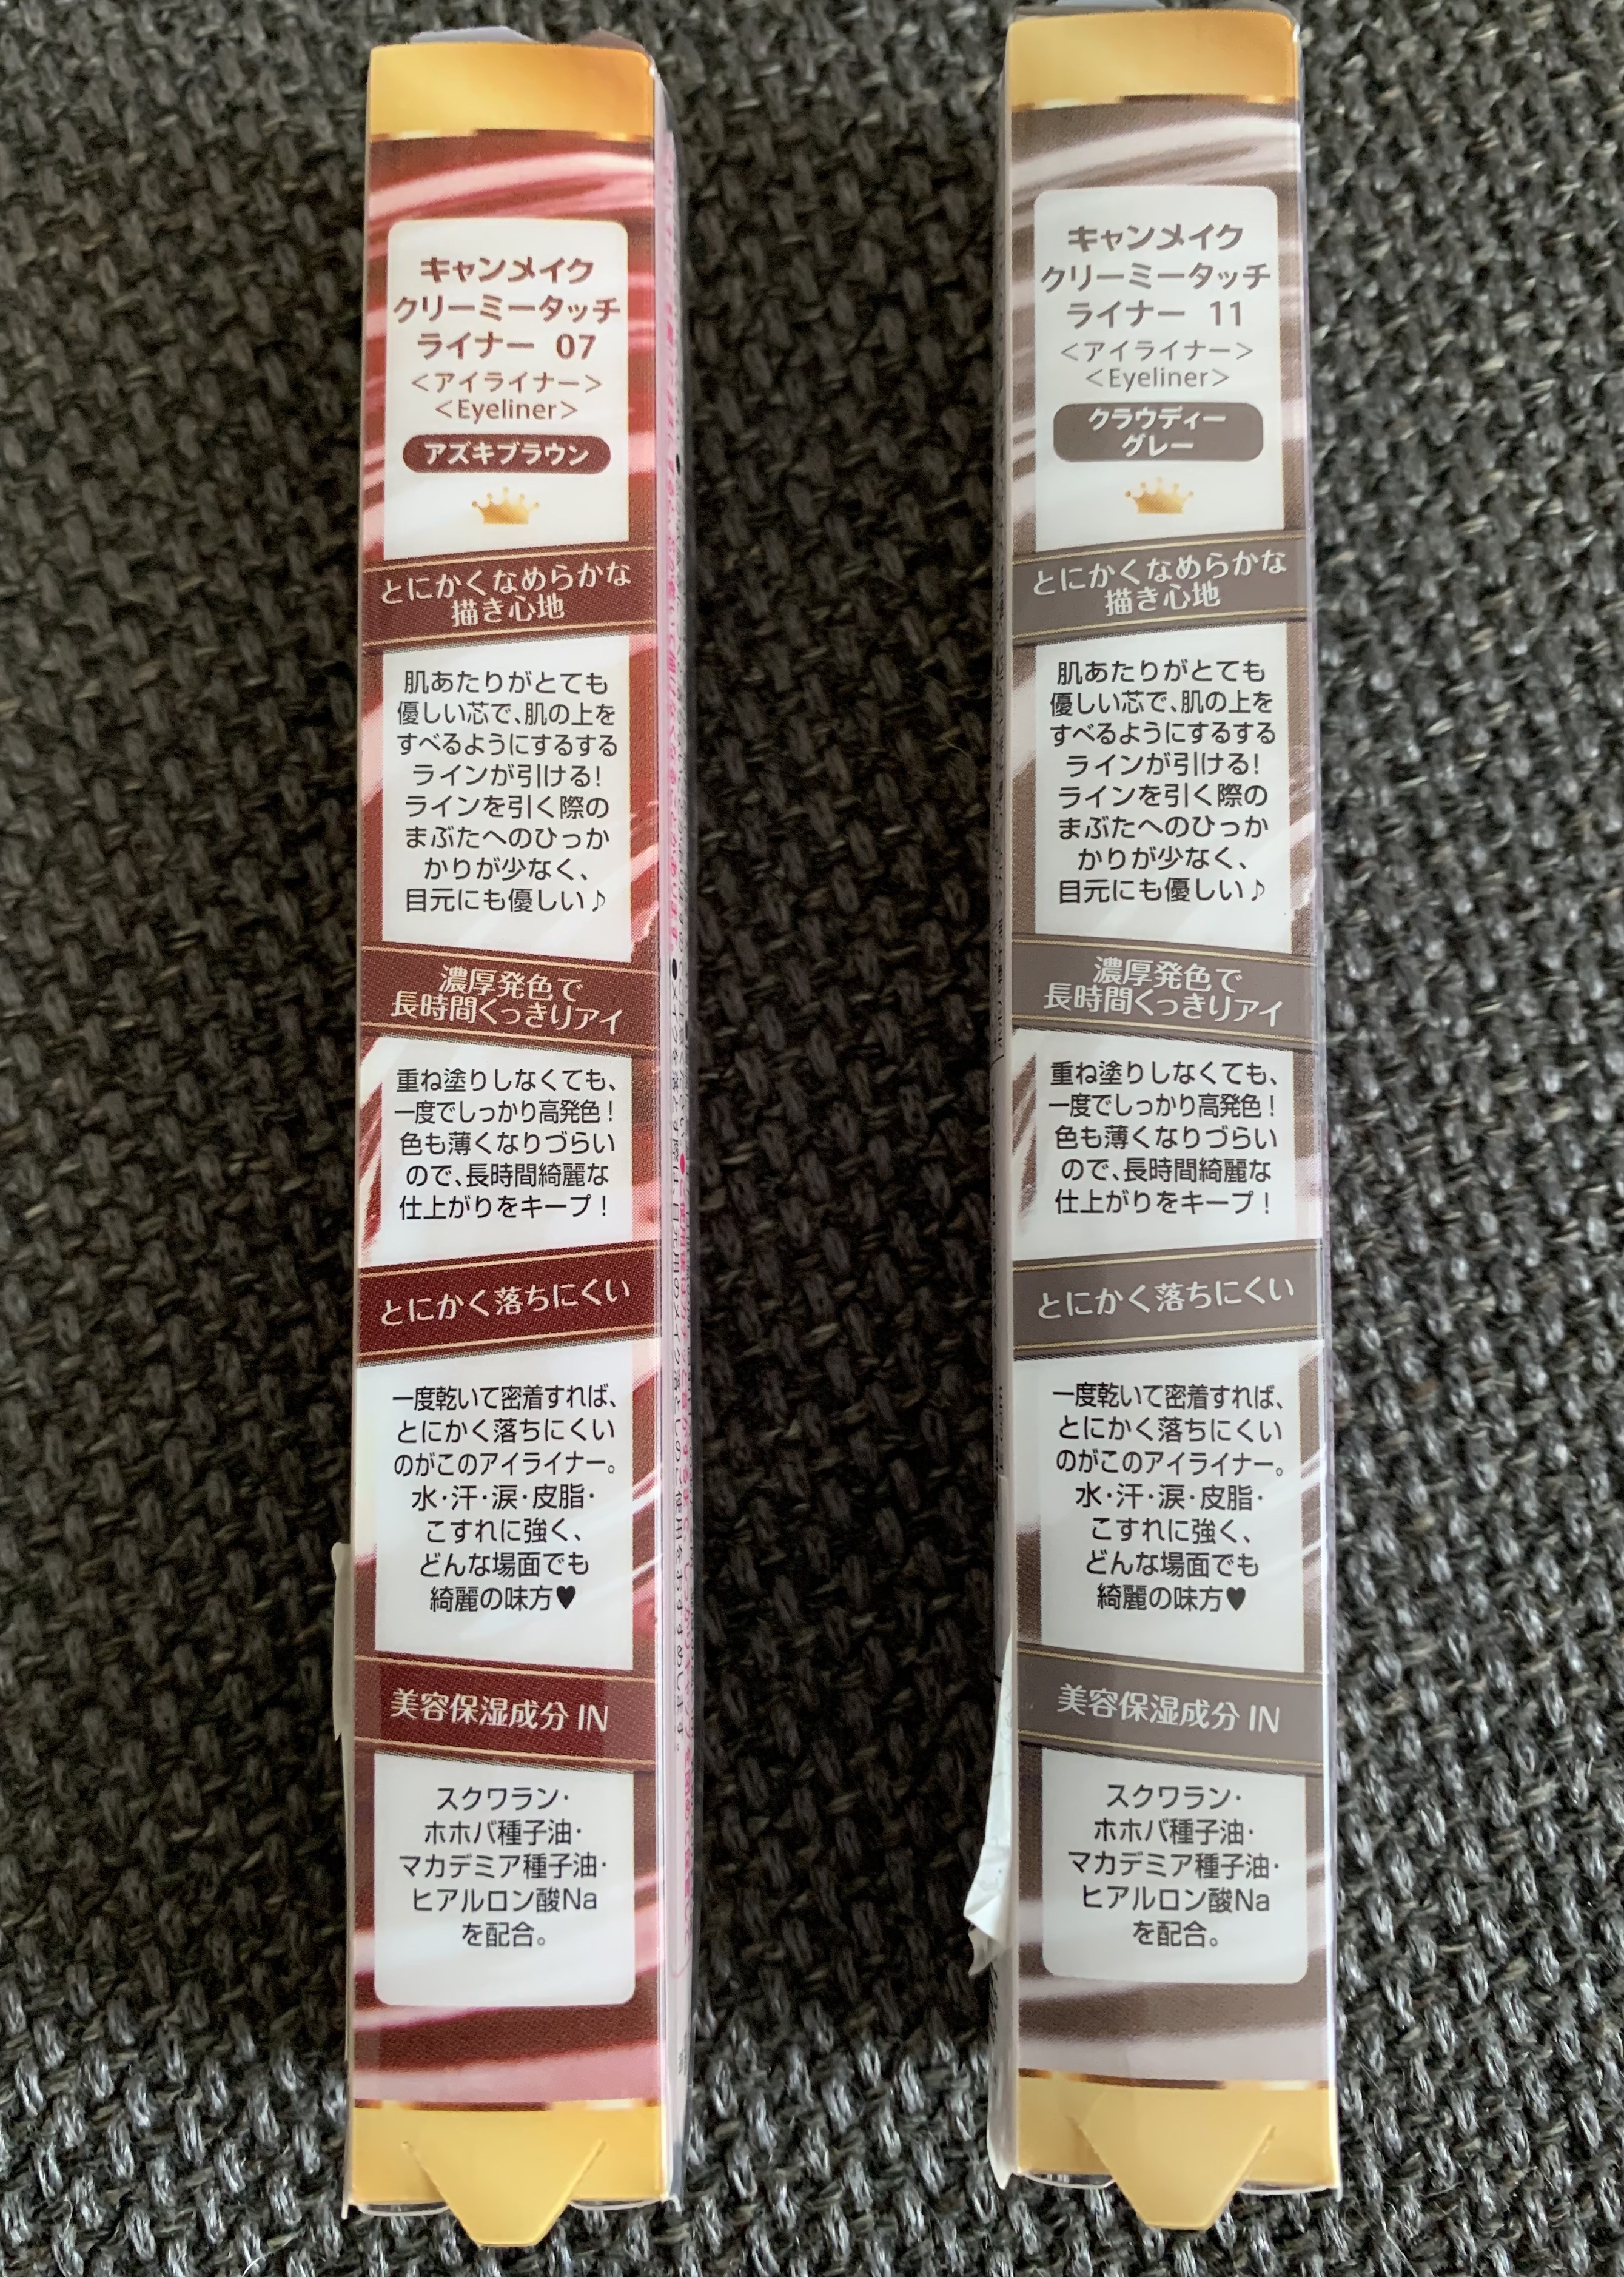 キャンメイク
クリーミータッチ
ライナー 07
＜アイライナー＞
＜Eyeliner＞
アズキブラウン
とにかくなめらかな
描き心地
肌あたりがとても
優しい芯で、肌の上を
すべるようにするする
ラインが引ける!
ラインを引く際の
まぶたへのひっか
かりが少なく、
目元にも優しい♪
濃厚発色で
長時間くっきりアイ
重ね塗りしなくても、
一度でしっかり高発色!
色も薄くなりづらい
ので、長時間綺麗な
仕上がりをキープ!
とにかく落ちにくい
一度乾いて密着すれば、
とにかく落ちにくい
のがこのアイライナー。
水・汗・涙・皮脂・
こすれに強く、
どんな場面でも
綺麗の味方♥
美容保湿成分 IN
スクワラン・
ホホバ種子油・
マカデミア種子油・
ヒアルロン酸Na
を配合。
キャンメイク
クリーミータッチ
ライナー 11
＜アイライナー＞
＜Eyeliner＞
クラウディー
グレー
とにかくなめらかな
描き心地
肌あたりがとても
優しい芯で、肌の上を
すべるようにするする
ラインが引ける!
ラインを引く際の
まぶたへのひっか
かりが少なく、
目元にも優しい♪
濃厚発色で
長時間くっきりアイ
重ね塗りしなくても、
一度でしっかり高発色!
色も薄くなりづらい
ので、長時間綺麗な
仕上がりをキープ!
とにかく落ちにくい
一度乾いて密着すれば、
とにかく落ちにくい
のがこのアイライナー。
水・汗・涙・皮脂・
こすれに強く、
どんな場面でも
綺麗の味方♥
美容保湿成分 IN
スクワラン・
ホホバ種子油・
マカデミア種子油・
ヒアルロン酸Na
を配合。